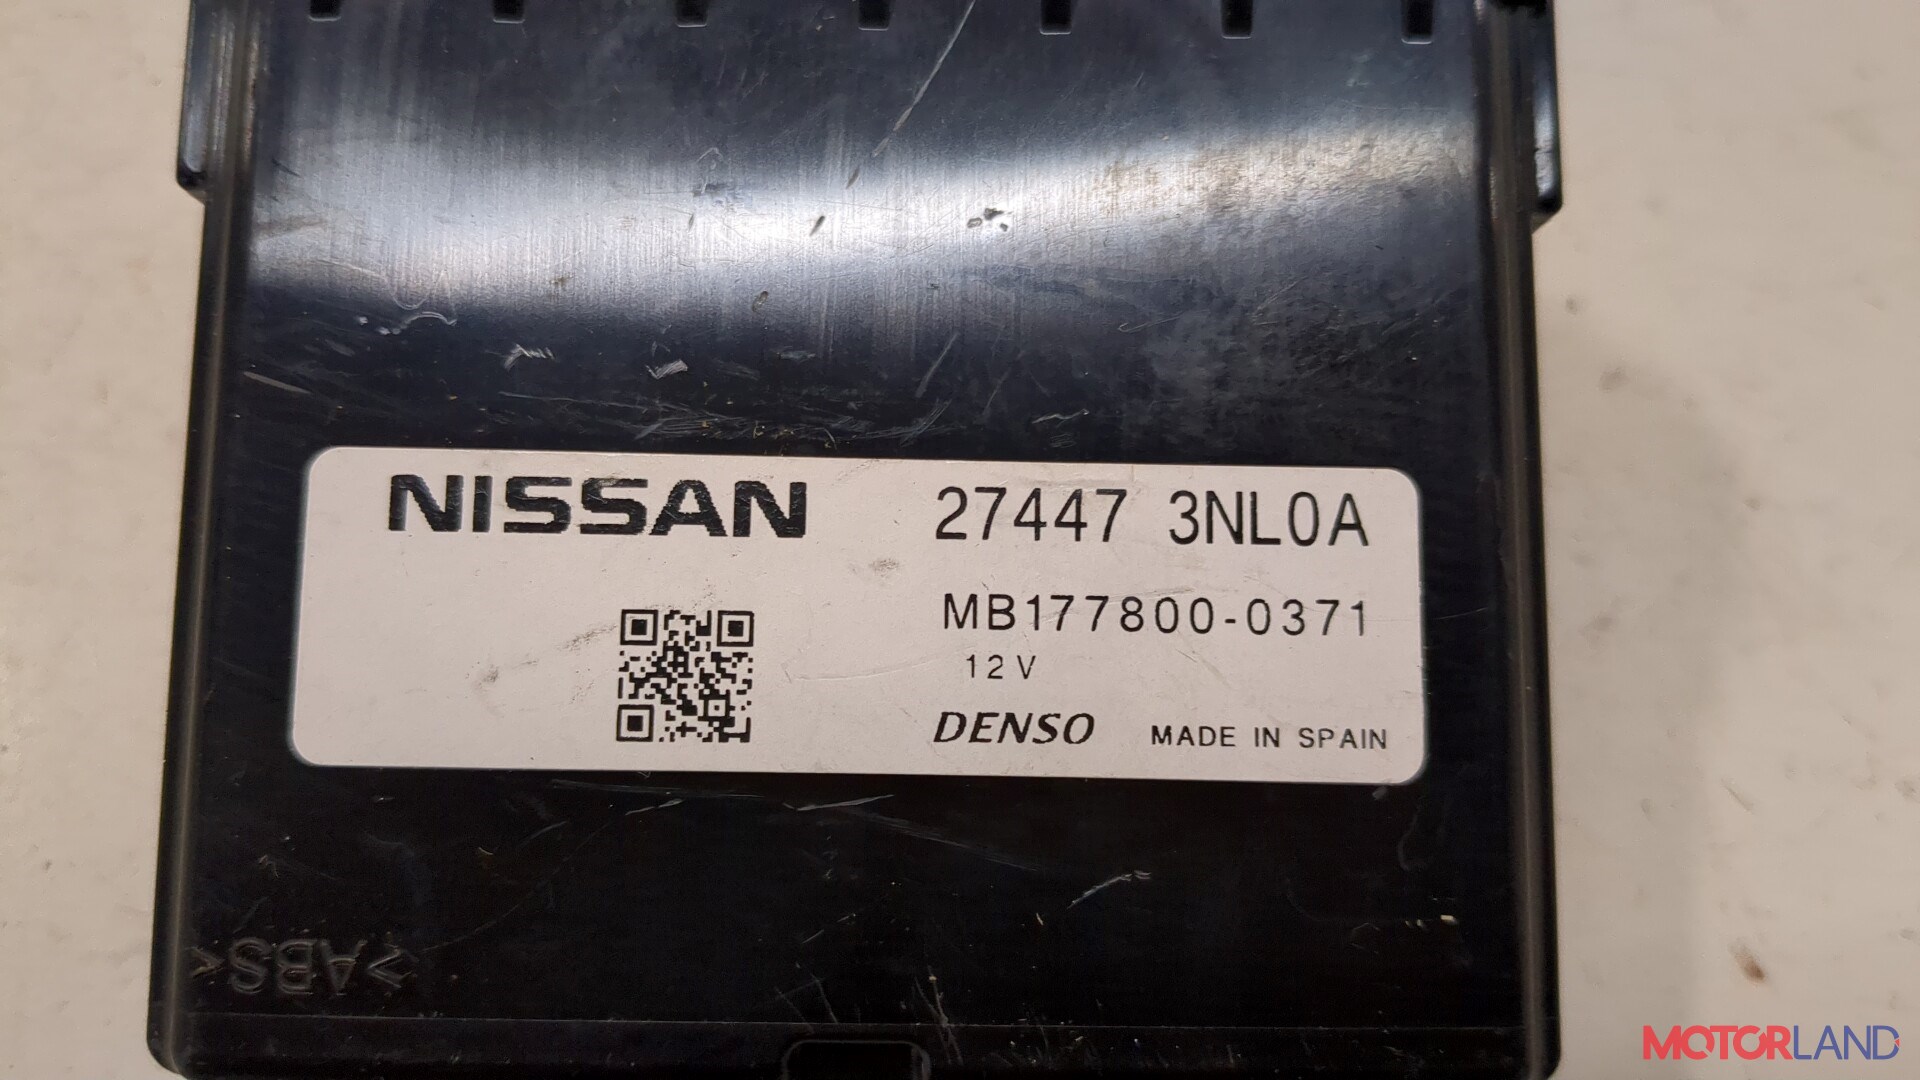 NISSAN 27447 3NL0A
MB177800-0371
12V
DENSO MADE IN SPAIN
>ABS<
MOTORLAND